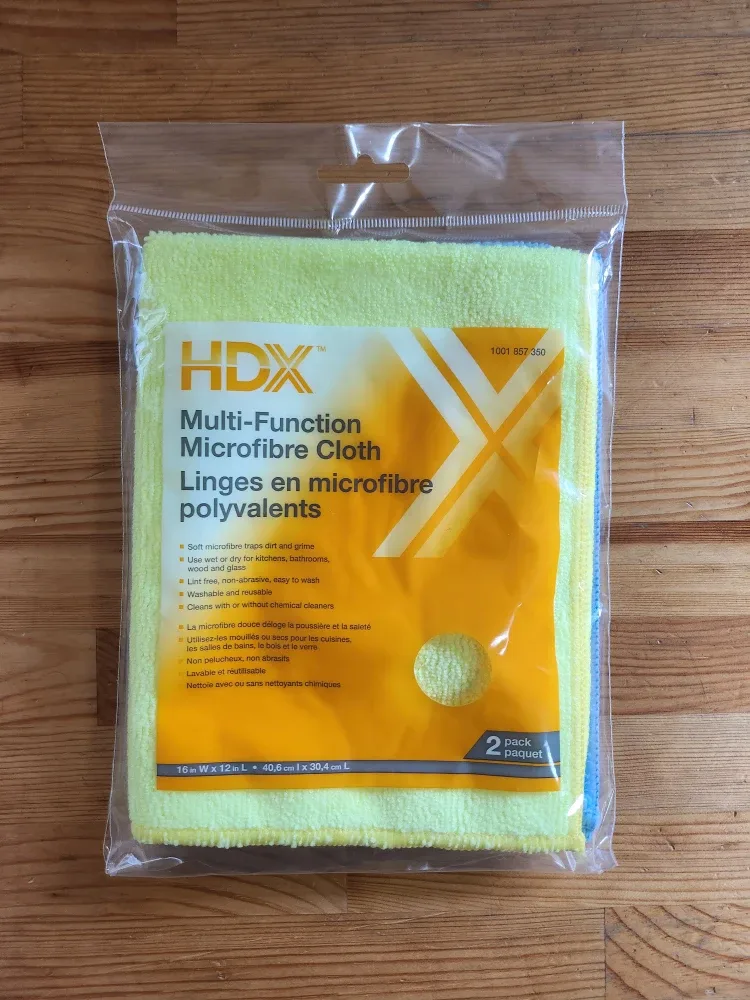 HDX™
1001 857 350
Multi-Function
Microfibre Cloth
Linges en microfibre
polyvalents
Soft microfibre traps dirt and grime
Use wet or dry for kitchens, bathrooms,
wood and glass
Lint free, non-abrasive, easy to wash
Washable and reusable
Cleans with or without chemical cleaners
La microfibre douce déloge la poussière et la saleté
Utilisez-les mouillés ou secs pour les cuisines,
les salles de bains, le bois et le verre
Non pelucheux, non abrasifs
Lavable et réutilisable
Nettoie avec ou sans nettoyants chimiques
2 pack
paquet
16 in W x 12 in L • 40,6 cm l x 30,4 cm L